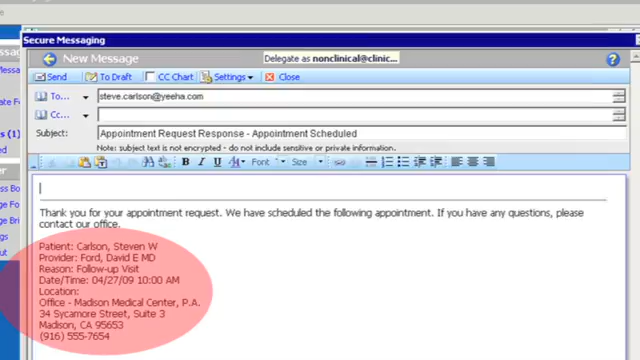 Secure Messaging
New Message
Delegate as nonclinical@clinic...
Send To Draft CC Chart Settings Close
To... steve.carlson@yeeha.com
Cc...
Subject: Appointment Request Response - Appointment Scheduled
Note: subject text is not encrypted - do not include sensitive or private information.
B I U A Font Size
Thank you for your appointment request. We have scheduled the following appointment. If you have any questions, please
contact our office.
Patient: Carlson, Steven W
Provider: Ford, David E MD
Reason: Follow-up Visit
Date/Time: 04/27/09 10:00 AM
Location:
Office - Madison Medical Center, P.A.
34 Sycamore Street, Suite 3
Madison, CA 95653
(916) 555-7654